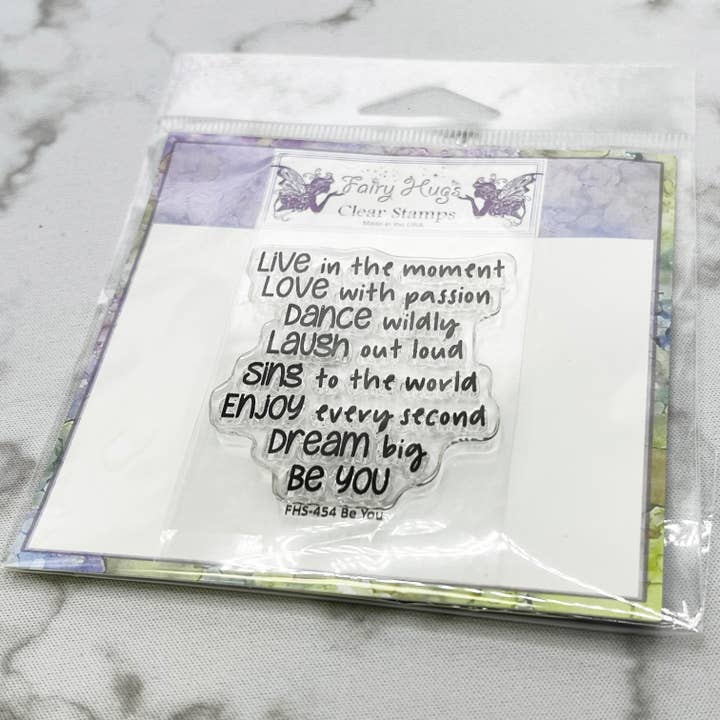 Fairy Hugs
Clear Stamps
Made in the USA
LIVE in the moment
LOVE with passion
Dance wildly
Laugh out loud
Sing to the world
ENJOY every second
Dream big
Be YOU
FHS-454 Be You